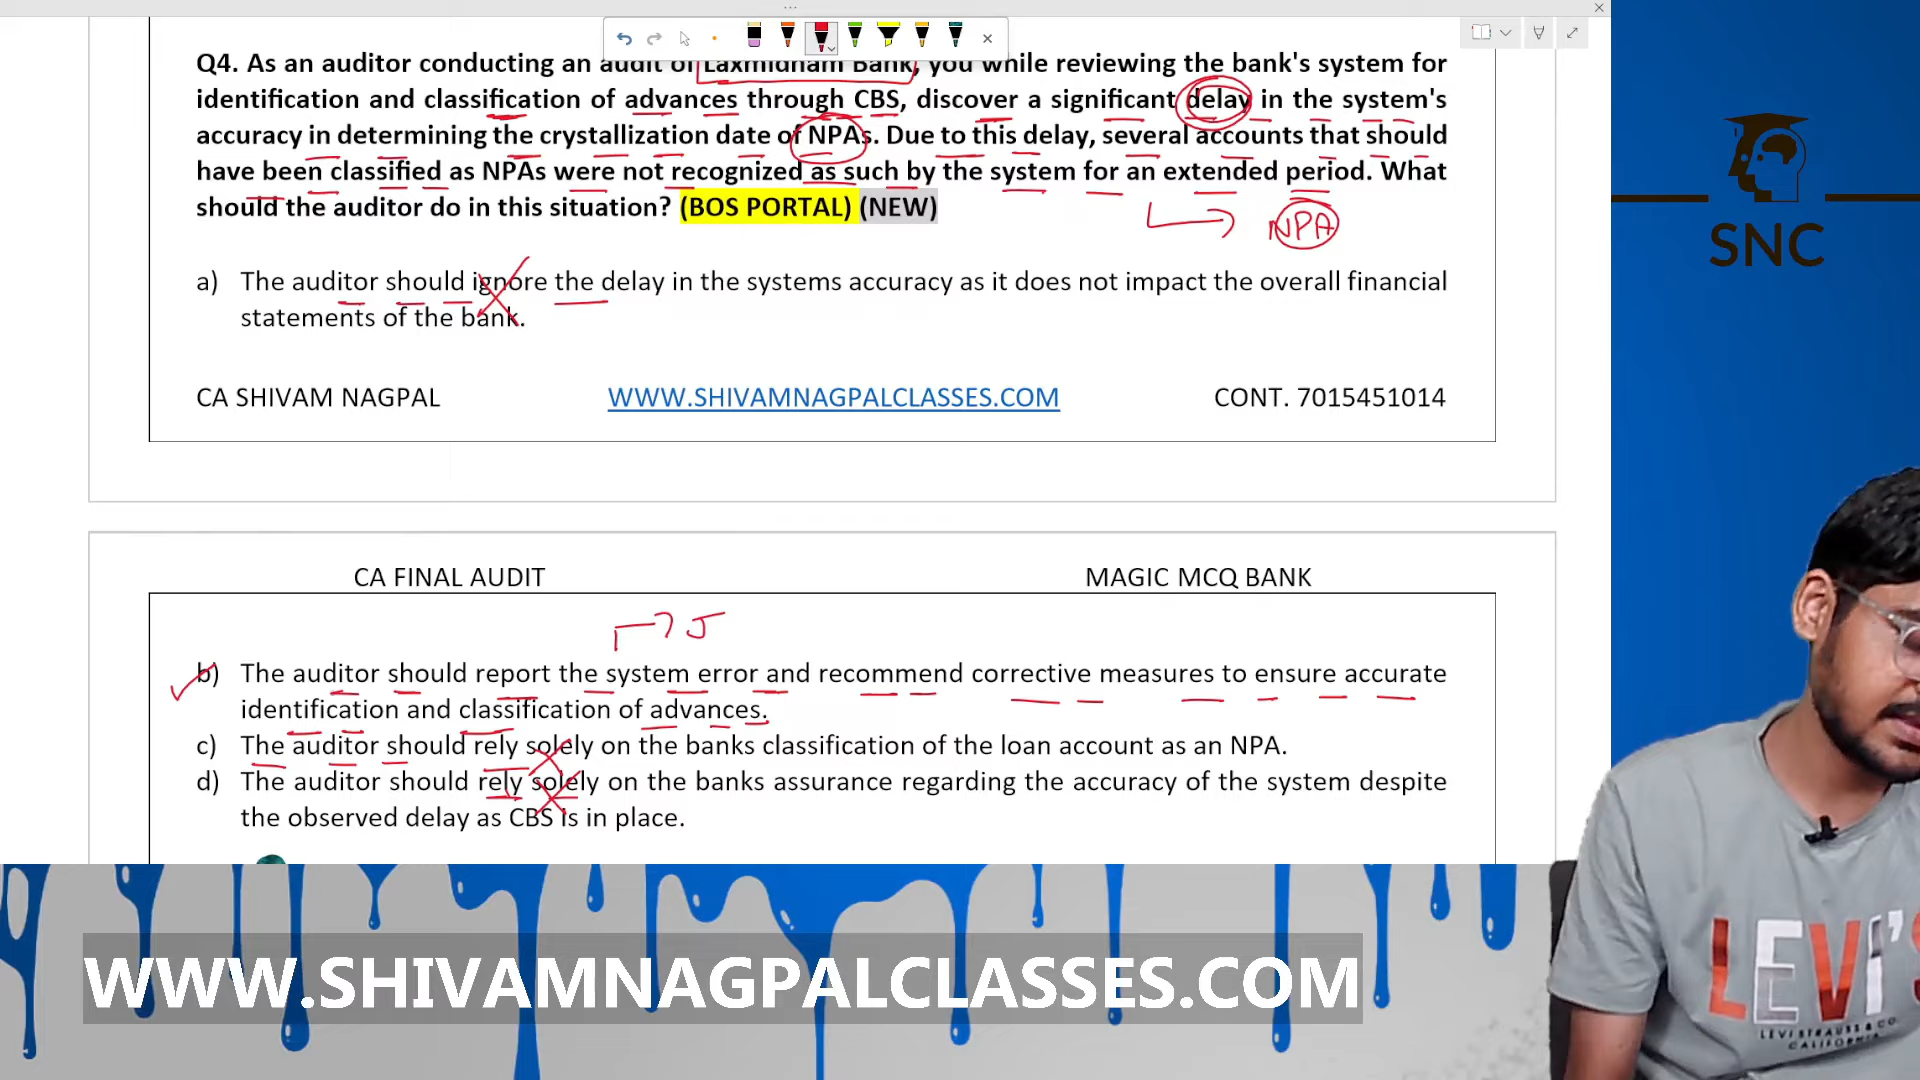 Q4. As an auditor conducting an audit of Laxmidham Bank, you while reviewing the bank's system for
identification and classification of advances through CBS, discover a significant delay in the system's
accuracy in determining the crystallization date of NPAs. Due to this delay, several accounts that should
have been classified as NPAs were not recognized as such by the system for an extended period. What
should the auditor do in this situation? (BOS PORTAL) (NEW)
NPA
a) The auditor should ignore the delay in the systems accuracy as it does not impact the overall financial
statements of the bank.
CA SHIVAM NAGPAL WWW.SHIVAMNAGPALCLASSES.COM CONT. 7015451014
SNC
CA FINAL AUDIT MAGIC MCQ BANK
b) The auditor should report the system error and recommend corrective measures to ensure accurate
identification and classification of advances.
c) The auditor should rely solely on the banks classification of the loan account as an NPA.
d) The auditor should rely solely on the banks assurance regarding the accuracy of the system despite
the observed delay as CBS is in place.
WWW.SHIVAMNAGPALCLASSES.COM
LEVI'S
LEVI STRAUSS & CO.
CALIFORNIA